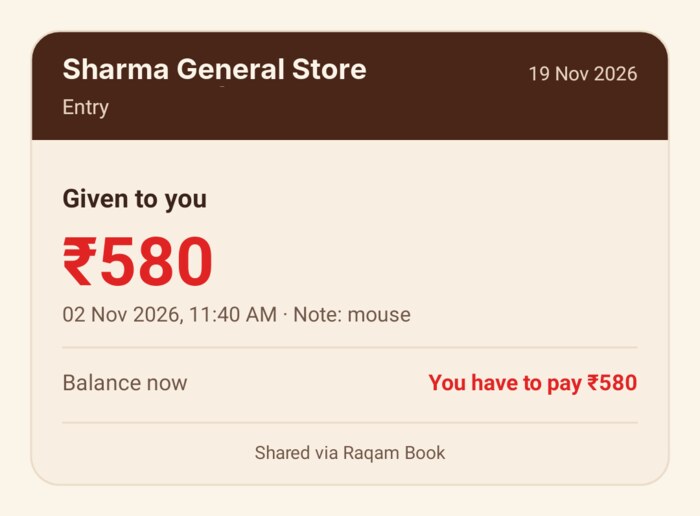 Sharma General Store
19 Nov 2026
Entry
Given to you
₹580
02 Nov 2026, 11:40 AM · Note: mouse
Balance now
You have to pay ₹580
Shared via Raqam Book